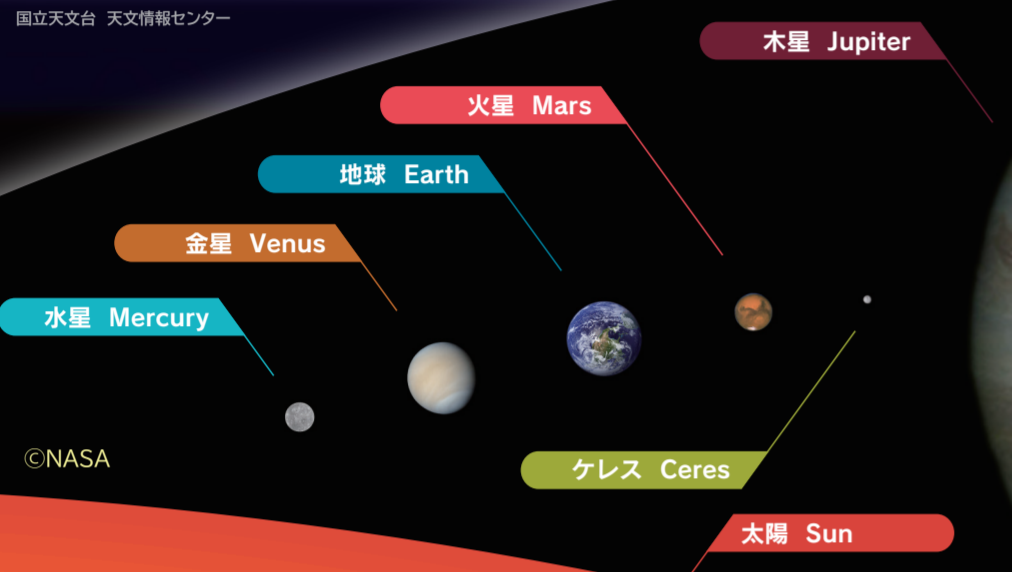 国立天文台 天文情報センター
木星 Jupiter
火星 Mars
地球 Earth
金星 Venus
水星 Mercury
©NASA
ケレス Ceres
太陽 Sun